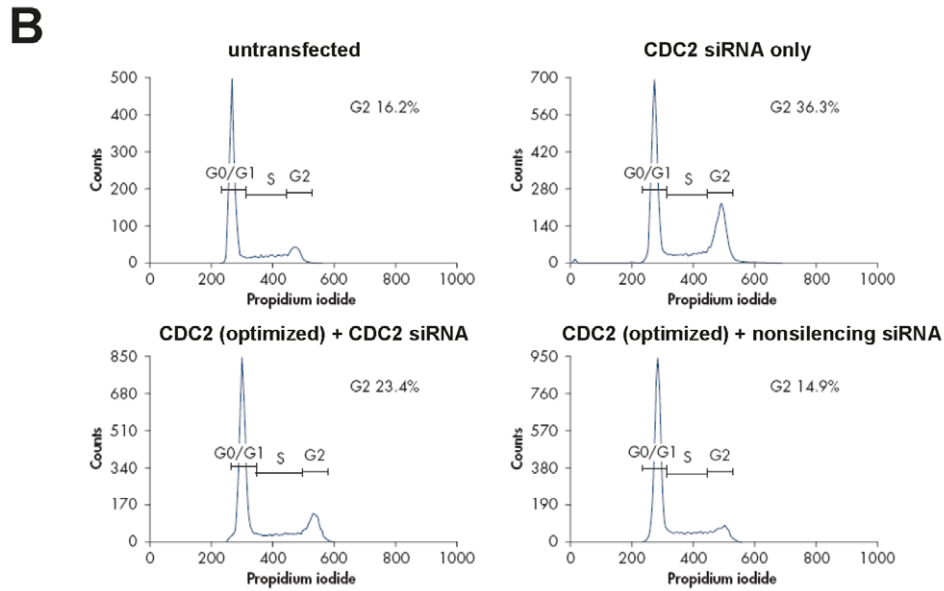 B
untransfected
500
400
300
200
100
0
Counts
G2 16.2%
G0/G1
S
G2
0 200 400 600 800 1000
Propidium iodide
CDC2 siRNA only
700
560
420
280
140
0
Counts
G2 36.3%
G0/G1
S
G2
0 200 400 600 800 1000
Propidium iodide
CDC2 (optimized) + CDC2 siRNA
850
680
510
340
170
0
Counts
G2 23.4%
G0/G1
S
G2
0 200 400 600 800 1000
Propidium iodide
CDC2 (optimized) + nonsilencing siRNA
950
760
570
380
190
0
Counts
G2 14.9%
G0/G1
S
G2
0 200 400 600 800 1000
Propidium iodide